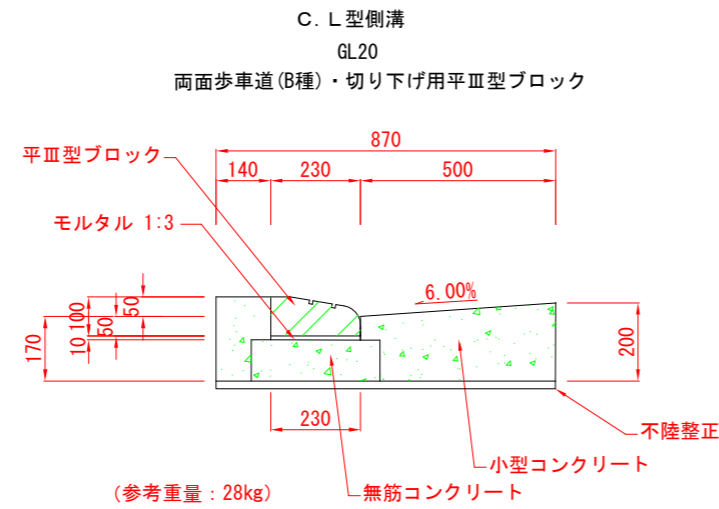 C. L型側溝
GL20
両面歩車道(B種)・切り下げ用平Ⅲ型ブロック
870
140
230
500
平Ⅲ型ブロック
モルタル 1:3
6.00%
50
100
50
10
170
200
230
不陸整正
小型コンクリート
無筋コンクリート
(参考重量：28kg)